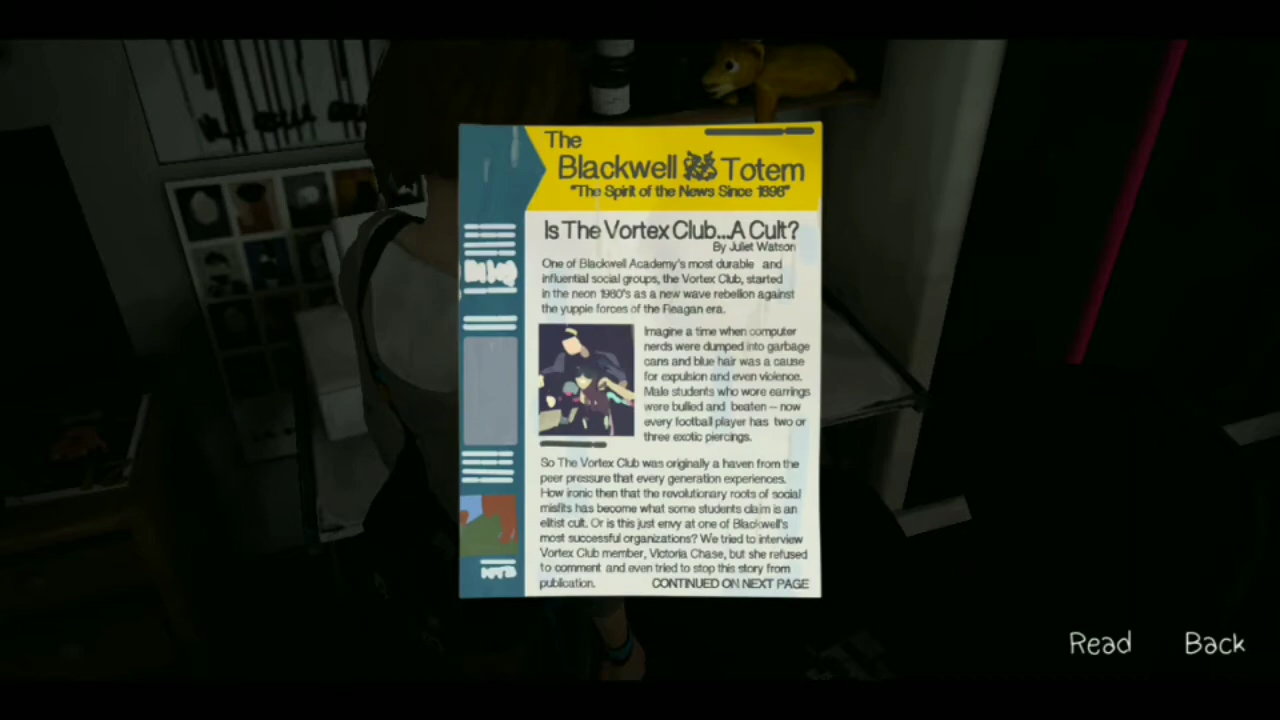 The
Blackwell Totem
"The Spirit of the News Since 1898"
Is The Vortex Club...A Cult?
By Juliet Watson
One of Blackwell Academy's most durable and
influential social groups, the Vortex Club, started
in the neon 1980's as a new wave rebellion against
the yuppie forces of the Reagan era.
Imagine a time when computer
nerds were dumped into garbage
cans and blue hair was a cause
for expulsion and even violence.
Male students who wore earrings
were bullied and beaten – now
every football player has two or
three exotic piercings.
So The Vortex Club was originally a haven from the
peer pressure that every generation experiences.
How ironic then that the revolutionary roots of social
misfits has become what some students claim is an
elitist cult. Or is this just envy at one of Blackwell's
most successful organizations? We tried to interview
Vortex Club member, Victoria Chase, but she refused
to comment and even tried to stop this story from
publication.
CONTINUED ON NEXT PAGE
Read
Back